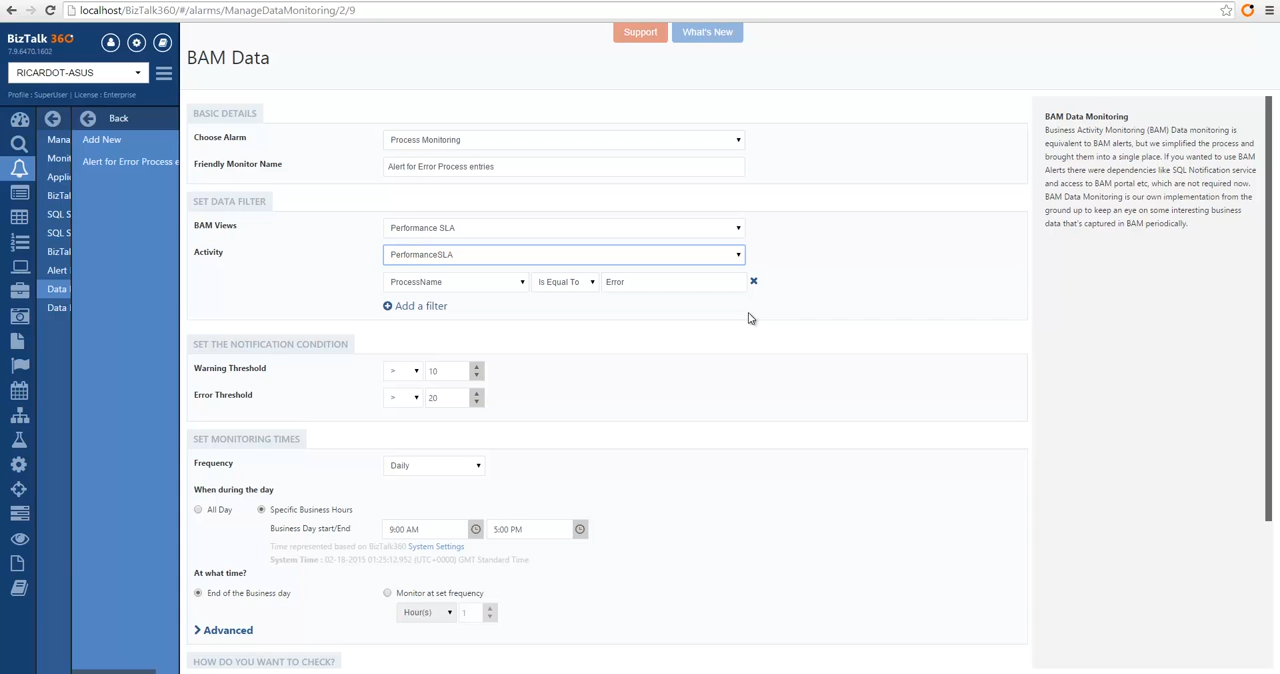 localhost/BizTalk360/#/alarms/ManageDataMonitoring/2/9
BizTalk 360
7.9.6470.1602
RICARDOT-ASUS
Profile : SuperUser | License : Enterprise
Support
What's New
BAM Data
Back
Add New
Alert for Error Process e
Mana
Monit
Applic
BizTal
SQL S
SQL S
BizTal
Alert
Data
Data
BASIC DETAILS
Choose Alarm
Process Monitoring
Friendly Monitor Name
Alert for Error Process entries
SET DATA FILTER
BAM Views
Performance SLA
Activity
PerformanceSLA
ProcessName
Is Equal To
Error
Add a filter
SET THE NOTIFICATION CONDITION
Warning Threshold
> 10
Error Threshold
> 20
SET MONITORING TIMES
Frequency
Daily
When during the day
All Day
Specific Business Hours
Business Day start/End
9:00 AM
5:00 PM
Time represented based on BizTalk360 System Settings
System Time : 02-18-2015 01:25:12.952 (UTC+0000) GMT Standard Time
At what time?
End of the Business day
Monitor at set frequency
Hour(s)
1
Advanced
HOW DO YOU WANT TO CHECK?
BAM Data Monitoring
Business Activity Monitoring (BAM) Data monitoring is
equivalent to BAM alerts, but we simplified the process and
brought them into a single place. If you wanted to use BAM
Alerts there were dependencies like SQL Notification service
and access to BAM portal etc, which are not required now.
BAM Data Monitoring is our own implementation from the
ground up to keep an eye on some interesting business
data that's captured in BAM periodically.